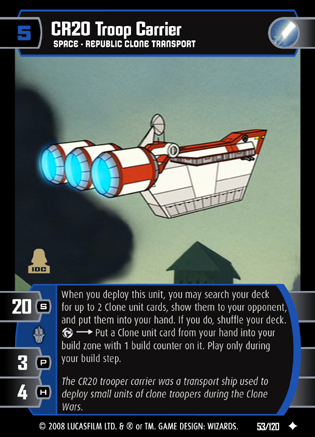 S
CR20 Troop Carrier
SPACE - REPUBLIC CLONE TRANSPORT
IDC
20 S
When you deploy this unit, you may search your deck
for up to 2 Clone unit cards, show them to your opponent,
and put them into your hand. If you do, shuffle your deck.
Put a Clone unit card from your hand into your
build zone with 1 build counter on it. Play only during
your build step.
3 P
4 H
The CR20 trooper carrier was a transport ship used to
deploy small units of clone troopers during the Clone
Wars.
© 2008 LUCASFILM LTD. & ® or TM. GAME DESIGN: WIZARDS. 53/120